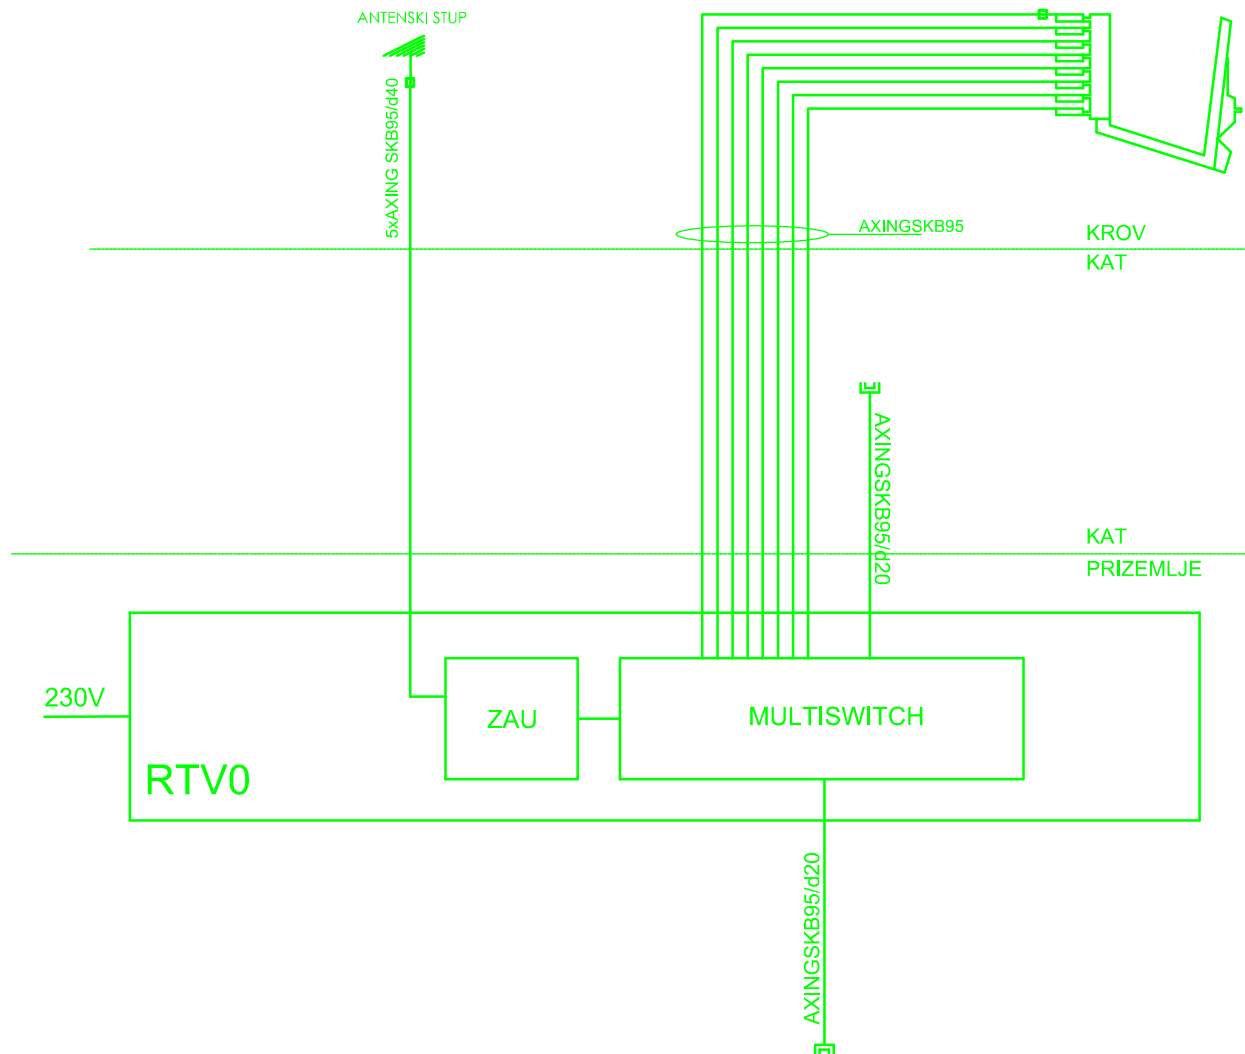 ANTENSKI STUP
5xAXING SKB95/d40
AXINGSKB95
KROV
KAT
AXINGSKB95/d20
KAT
PRIZEMLJE
230V
ZAU
MULTISWITCH
RTV0
AXINGSKB95/d20